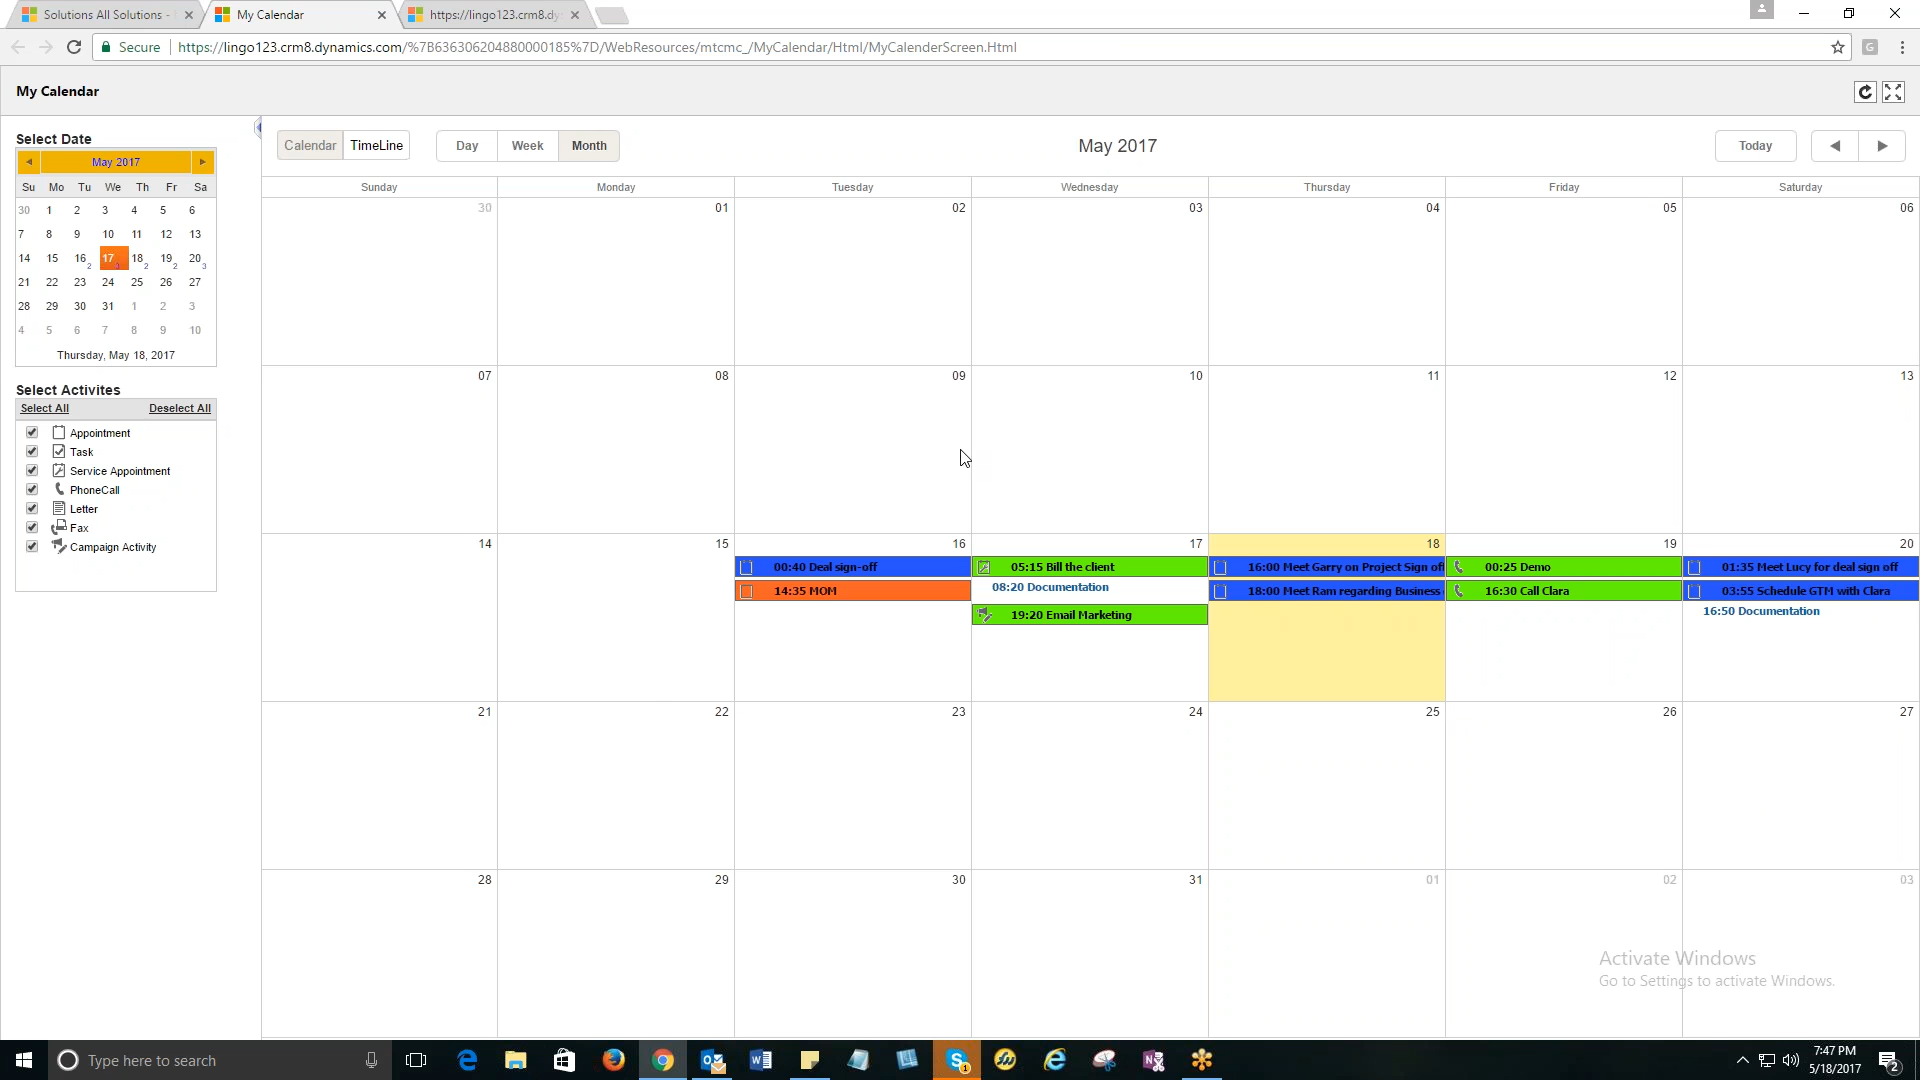 Solutions All Solutions -
My Calendar
https://lingo123.crm8.dy
Secure
https://lingo123.crm8.dynamics.com/%7B636306204880000185%7D/WebResources/mtcmc_/MyCalendar/Html/MyCalenderScreen.Html
My Calendar
Select Date
May 2017
Su Mo Tu We Th Fr Sa
30 1 2 3 4 5 6
7 8 9 10 11 12 13
14 15 16 2 17 3 18 2 19 2 20 3
21 22 23 24 25 26 27
28 29 30 31 1 2 3
4 5 6 7 8 9 10
Thursday, May 18, 2017
Select Activites
Select All Deselect All
Appointment
Task
Service Appointment
PhoneCall
Letter
Fax
Campaign Activity
Calendar TimeLine Day Week Month
May 2017
Today
Sunday Monday Tuesday Wednesday Thursday Friday Saturday
30 01 02 03 04 05 06
07 08 09 10 11 12 13
14 15 16 17 18 19 20
00:40 Deal sign-off
14:35 MOM
05:15 Bill the client
08:20 Documentation
19:20 Email Marketing
16:00 Meet Garry on Project Sign of
18:00 Meet Ram regarding Business
00:25 Demo
16:30 Call Clara
01:35 Meet Lucy for deal sign off
03:55 Schedule GTM with Clara
16:50 Documentation
21 22 23 24 25 26 27
28 29 30 31 01 02 03
Activate Windows
Go to Settings to activate Windows.
Type here to search
7:47 PM
5/18/2017